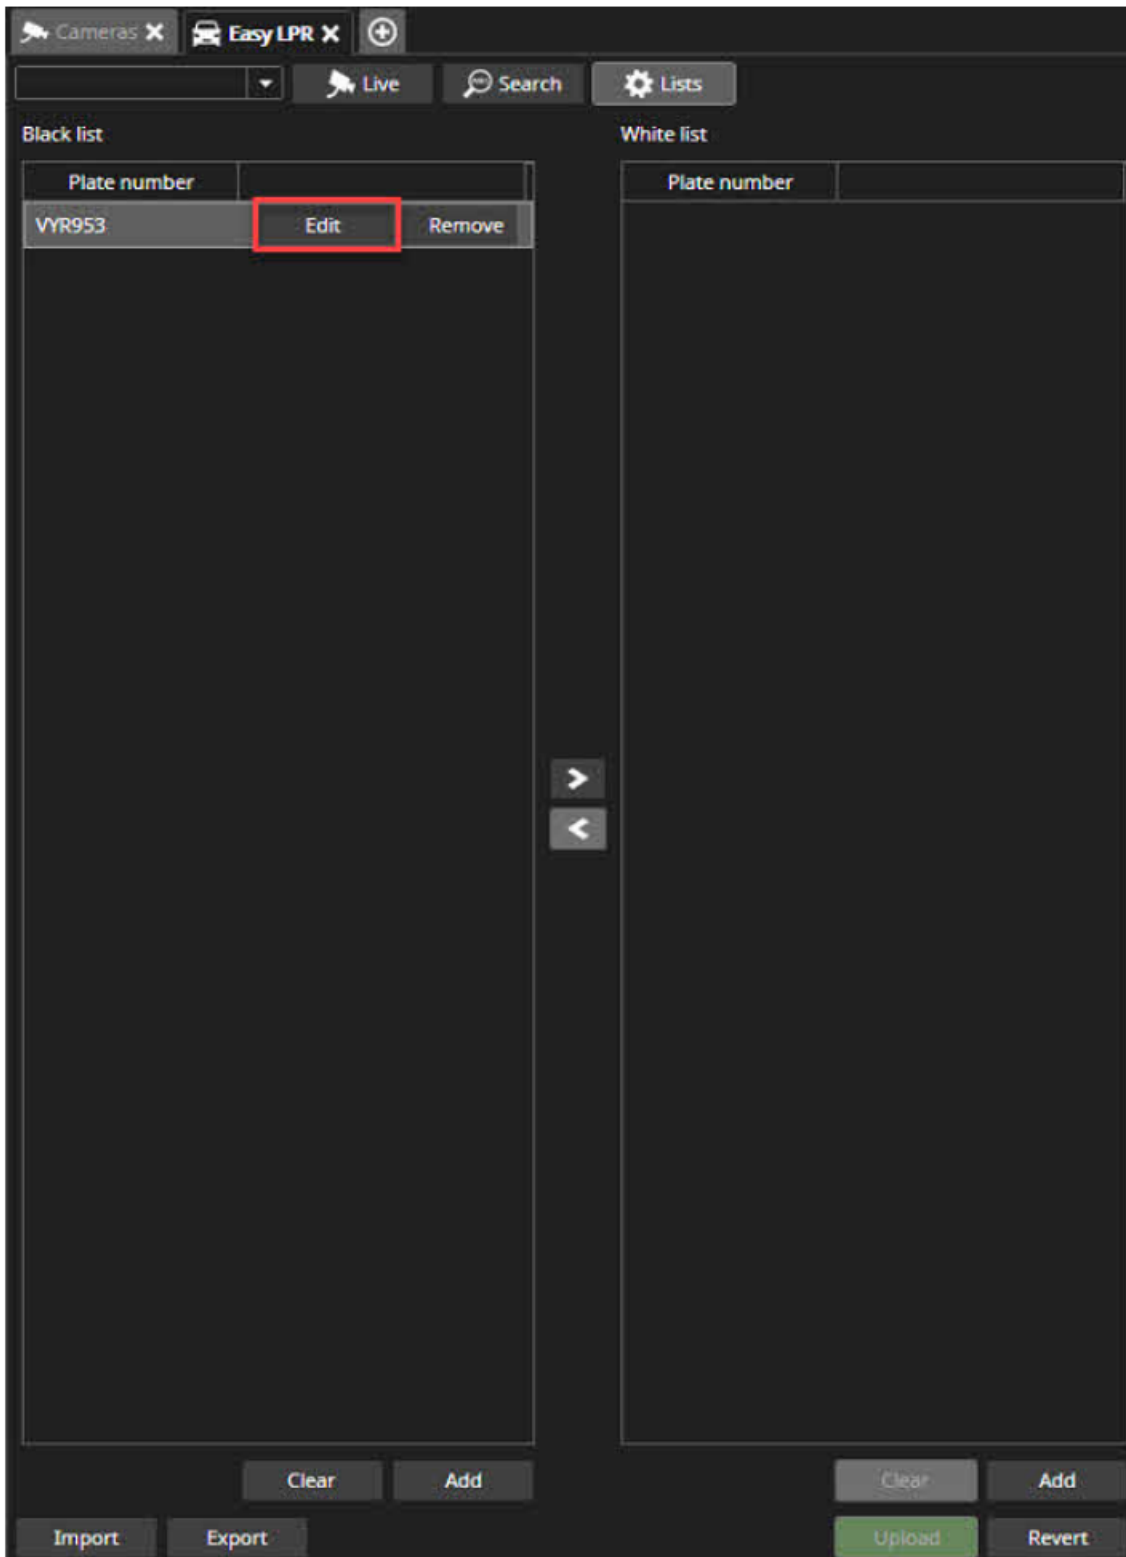 Cameras Easy LPR
Live Search Lists
Black list White list
Plate number Plate number
VYR953 Edit Remove
Clear Add Clear Add
Import Export Upload Revert